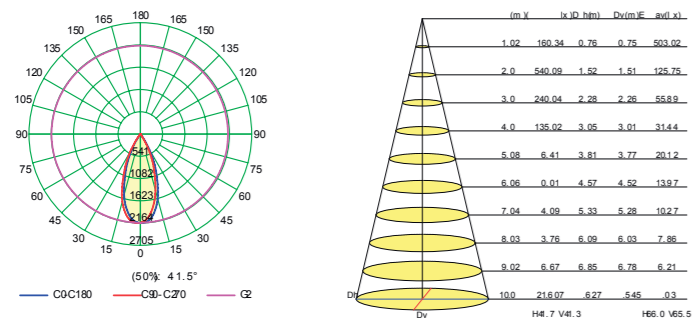 180
150 150
135 135
120 120
105 105
90 90
75 75
60 60
45 45
30 30
15 15
0
541
1082
1623
2164
2705
(50%: 41.5°
C0-C180 C90-C270 G2
(m)( lx)D h(m) Dv(m)E av(lx)
1.02 160.34 0.76 0.75 503.02
2.0 540.09 1.52 1.51 125.75
3.0 240.04 2.28 2.26 55.89
4.0 135.02 3.05 3.01 31.44
5.08 6.41 3.81 3.77 20.12
6.06 0.01 4.57 4.52 13.97
7.04 4.09 5.33 5.28 10.27
8.03 3.76 6.09 6.03 7.86
9.02 6.67 6.85 6.78 6.21
10.0 21.607 .627 .545 .03
Dh
Dv
H41.7 V41.3 H66.0 V65.5